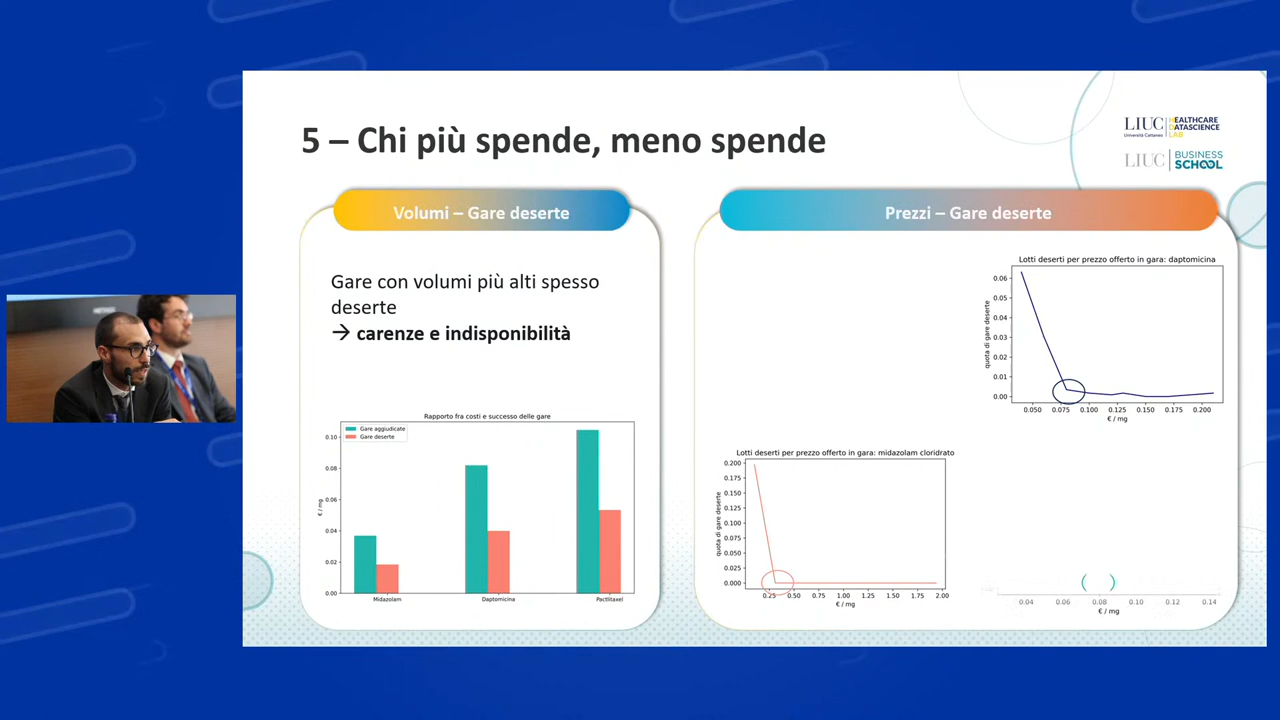 5 – Chi più spende, meno spende
LIUC
Università Cattaneo
HEALTHCARE
DATASCIENCE
LAB
LIUC
BUSINESS
SCHOOL
Volumi – Gare deserte
Gare con volumi più alti spesso
deserte
→ carenze e indisponibilità
Rapporto fra costi e successo delle gare
Gare aggiudicate
Gare deserte
€ / mg
0.10
0.08
0.06
0.04
0.02
0.00
Midazolam
Daptomicina
Pactlitaxel
Prezzi – Gare deserte
Lotti deserti per prezzo offerto in gara: daptomicina
quota di gare deserte
0.06
0.05
0.04
0.03
0.02
0.01
0.00
0.050 0.075 0.100 0.125 0.150 0.175 0.200
€ / mg
Lotti deserti per prezzo offerto in gara: midazolam cloridrato
quota di gare deserte
0.200
0.175
0.150
0.125
0.100
0.075
0.050
0.025
0.000
0.25 0.50 0.75 1.00 1.25 1.50 1.75 2.00
€ / mg
0.04 0.06 0.08 0.10 0.12 0.14
€ / mg